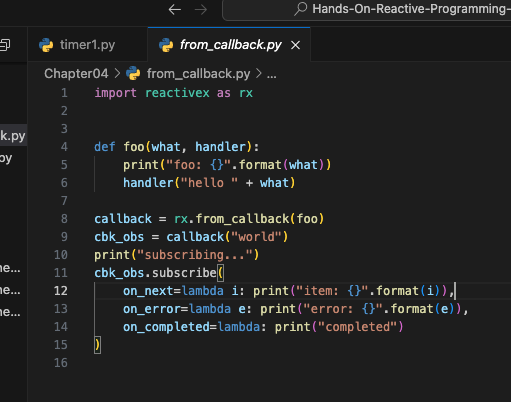 ← → Hands-On-Reactive-Programming-
timer1.py from_callback.py ×
Chapter04 > from_callback.py > ...
k.py
py
ne...
ne...
ne...
1 import reactivex as rx
2
3
4 def foo(what, handler):
5     print("foo: {}".format(what))
6     handler("hello " + what)
7
8 callback = rx.from_callback(foo)
9 cbk_obs = callback("world")
10 print("subscribing...")
11 cbk_obs.subscribe(
12     on_next=lambda i: print("item: {}".format(i)),
13     on_error=lambda e: print("error: {}".format(e)),
14     on_completed=lambda: print("completed")
15 )
16